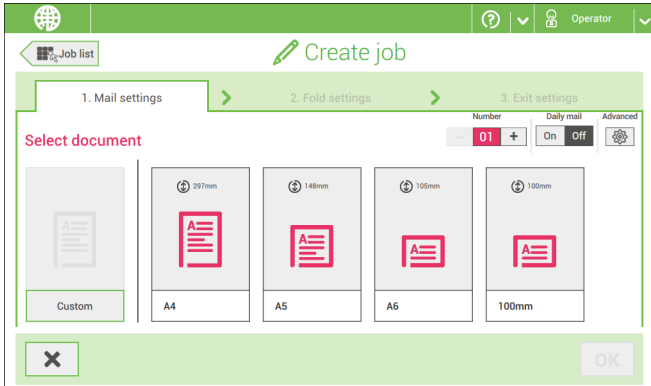 ? Operator
Job list
Create job
1. Mail settings
2. Fold settings
3. Exit settings
Number
Daily mail
Advanced
Select document
- 01 +
On Off
297mm
148mm
105mm
100mm
A
A
A
A
A
Custom
A4
A5
A6
100mm
OK